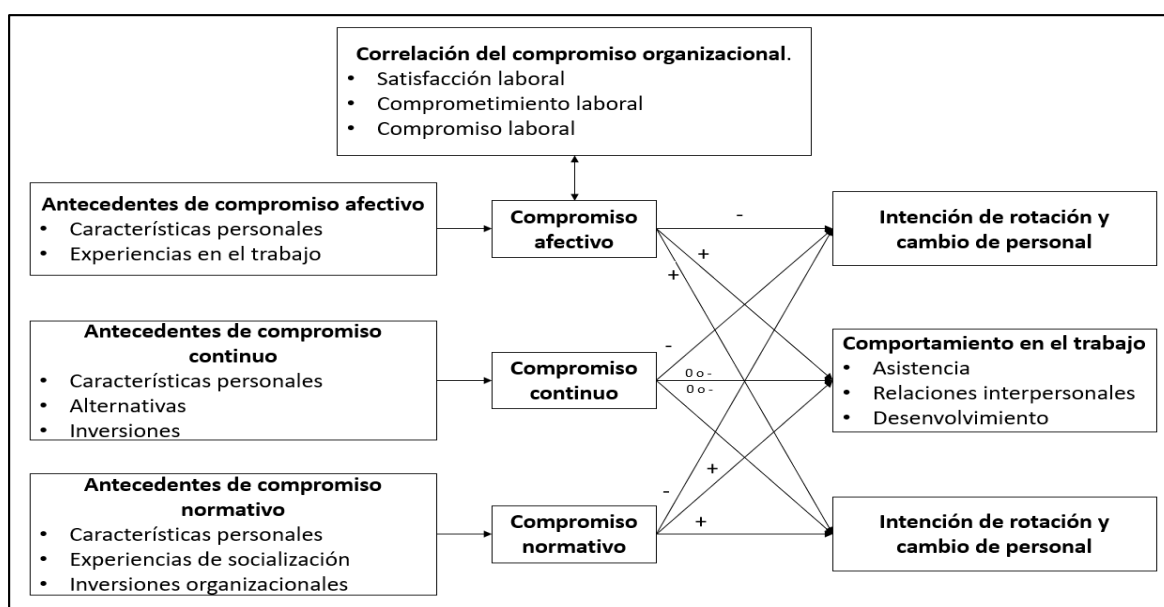 Correlación del compromiso organizacional.
• Satisfacción laboral
• Comprometimiento laboral
• Compromiso laboral
Antecedentes de compromiso afectivo
• Características personales
• Experiencias en el trabajo
Compromiso
afectivo
-
+
+
Intención de rotación y
cambio de personal
Antecedentes de compromiso
continuo
• Características personales
• Alternativas
• Inversiones
Compromiso
continuo
-
0 o -
0 o -
Comportamiento en el trabajo
• Asistencia
• Relaciones interpersonales
• Desenvolvimiento
Antecedentes de compromiso
normativo
• Características personales
• Experiencias de socialización
• Inversiones organizacionales
Compromiso
normativo
+
-
+
Intención de rotación y
cambio de personal